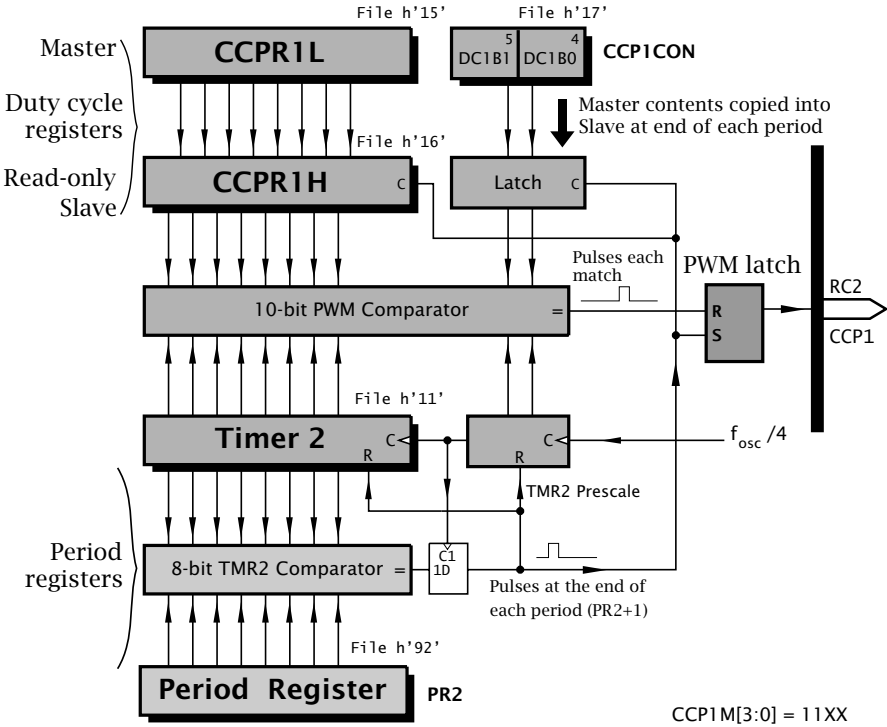 File h'15'
File h'17'
Master
CCPR1L
5
DC1B1
4
DC1B0
CCP1CON
Duty cycle
registers
Master contents copied into
Slave at end of each period
File h'16'
Read-only
Slave
CCPR1H
C
Latch
C
Pulses each
match
PWM latch
10-bit PWM Comparator
=
R
S
RC2
CCP1
File h'11'
Timer 2
C
R
C
R
fosc /4
TMR2 Prescale
Period
registers
8-bit TMR2 Comparator
=
C1
1D
Pulses at the end of
each period (PR2+1)
File h'92'
Period Register
PR2
CCP1M[3:0] = 11XX